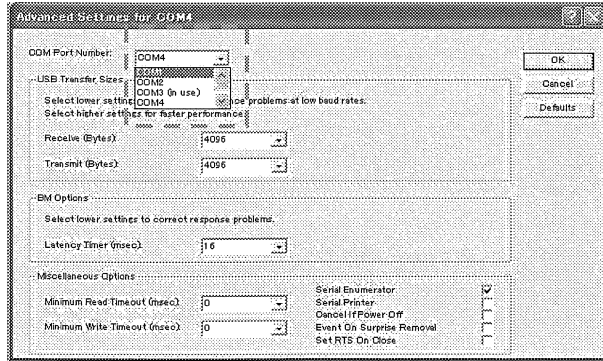 Advanced Settings for COM4
COM Port Number:
COM4
COM1
COM2
COM3 (in use)
COM4
OK
Cancel
Defaults
USB Transfer Sizes
Select lower settings ce problems at low baud rates.
Select higher settings for faster performance.
Receive (Bytes):
4096
Transmit (Bytes):
4096
BM Options
Select lower settings to correct response problems.
Latency Timer (msec):
16
Miscellaneous Options
Minimum Read Timeout (msec):
0
Minimum Write Timeout (msec):
0
Serial Enumerator
Serial Printer
Cancel If Power Off
Event On Surprise Removal
Set RTS On Close